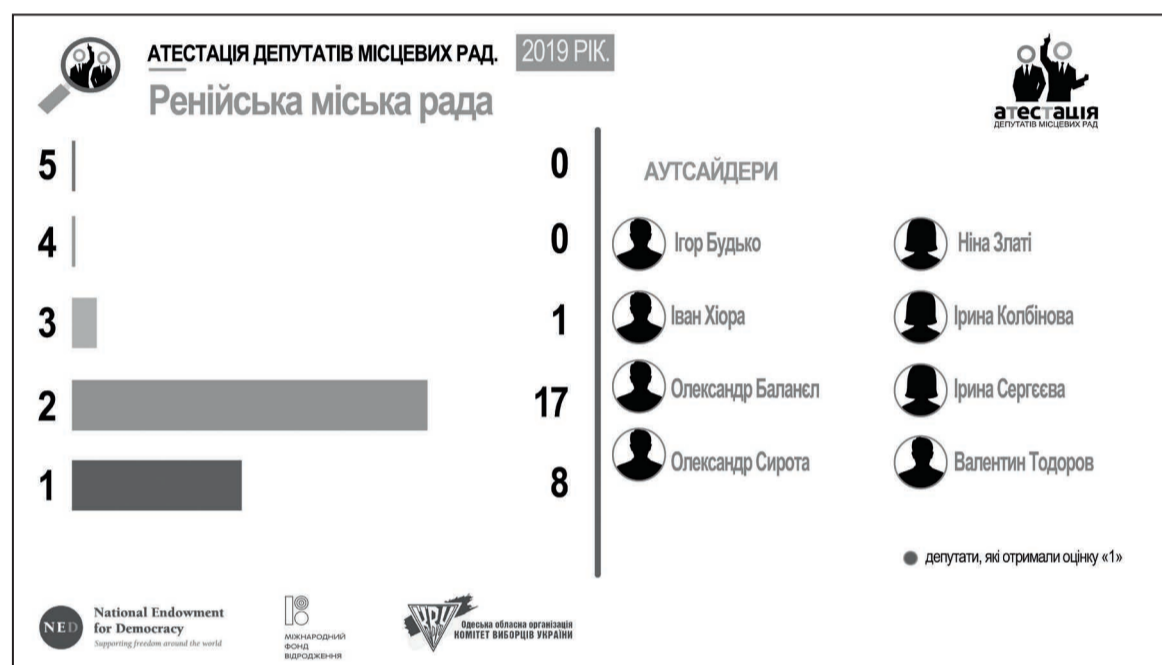 АТЕСТАЦІЯ ДЕПУТАТІВ МІСЦЕВИХ РАД. 2019 РІК.
Ренійська міська рада
атестація
ДЕПУТАТІВ МІСЦЕВИХ РАД
5 0
4 0
3 1
2 17
1 8
АУТСАЙДЕРИ
Ігор Будько
Ніна Златі
Іван Хіора
Ірина Колбінова
Олександр Баланєл
Ірина Сергєєва
Олександр Сирота
Валентин Тодоров
депутати, які отримали оцінку «1»
NED
National Endowment
for Democracy
Supporting freedom around the world
МІЖНАРОДНИЙ
ФОНД
ВІДРОДЖЕННЯ
КВУ
Одеська обласна організація
КОМІТЕТ ВИБОРЦІВ УКРАЇНИ